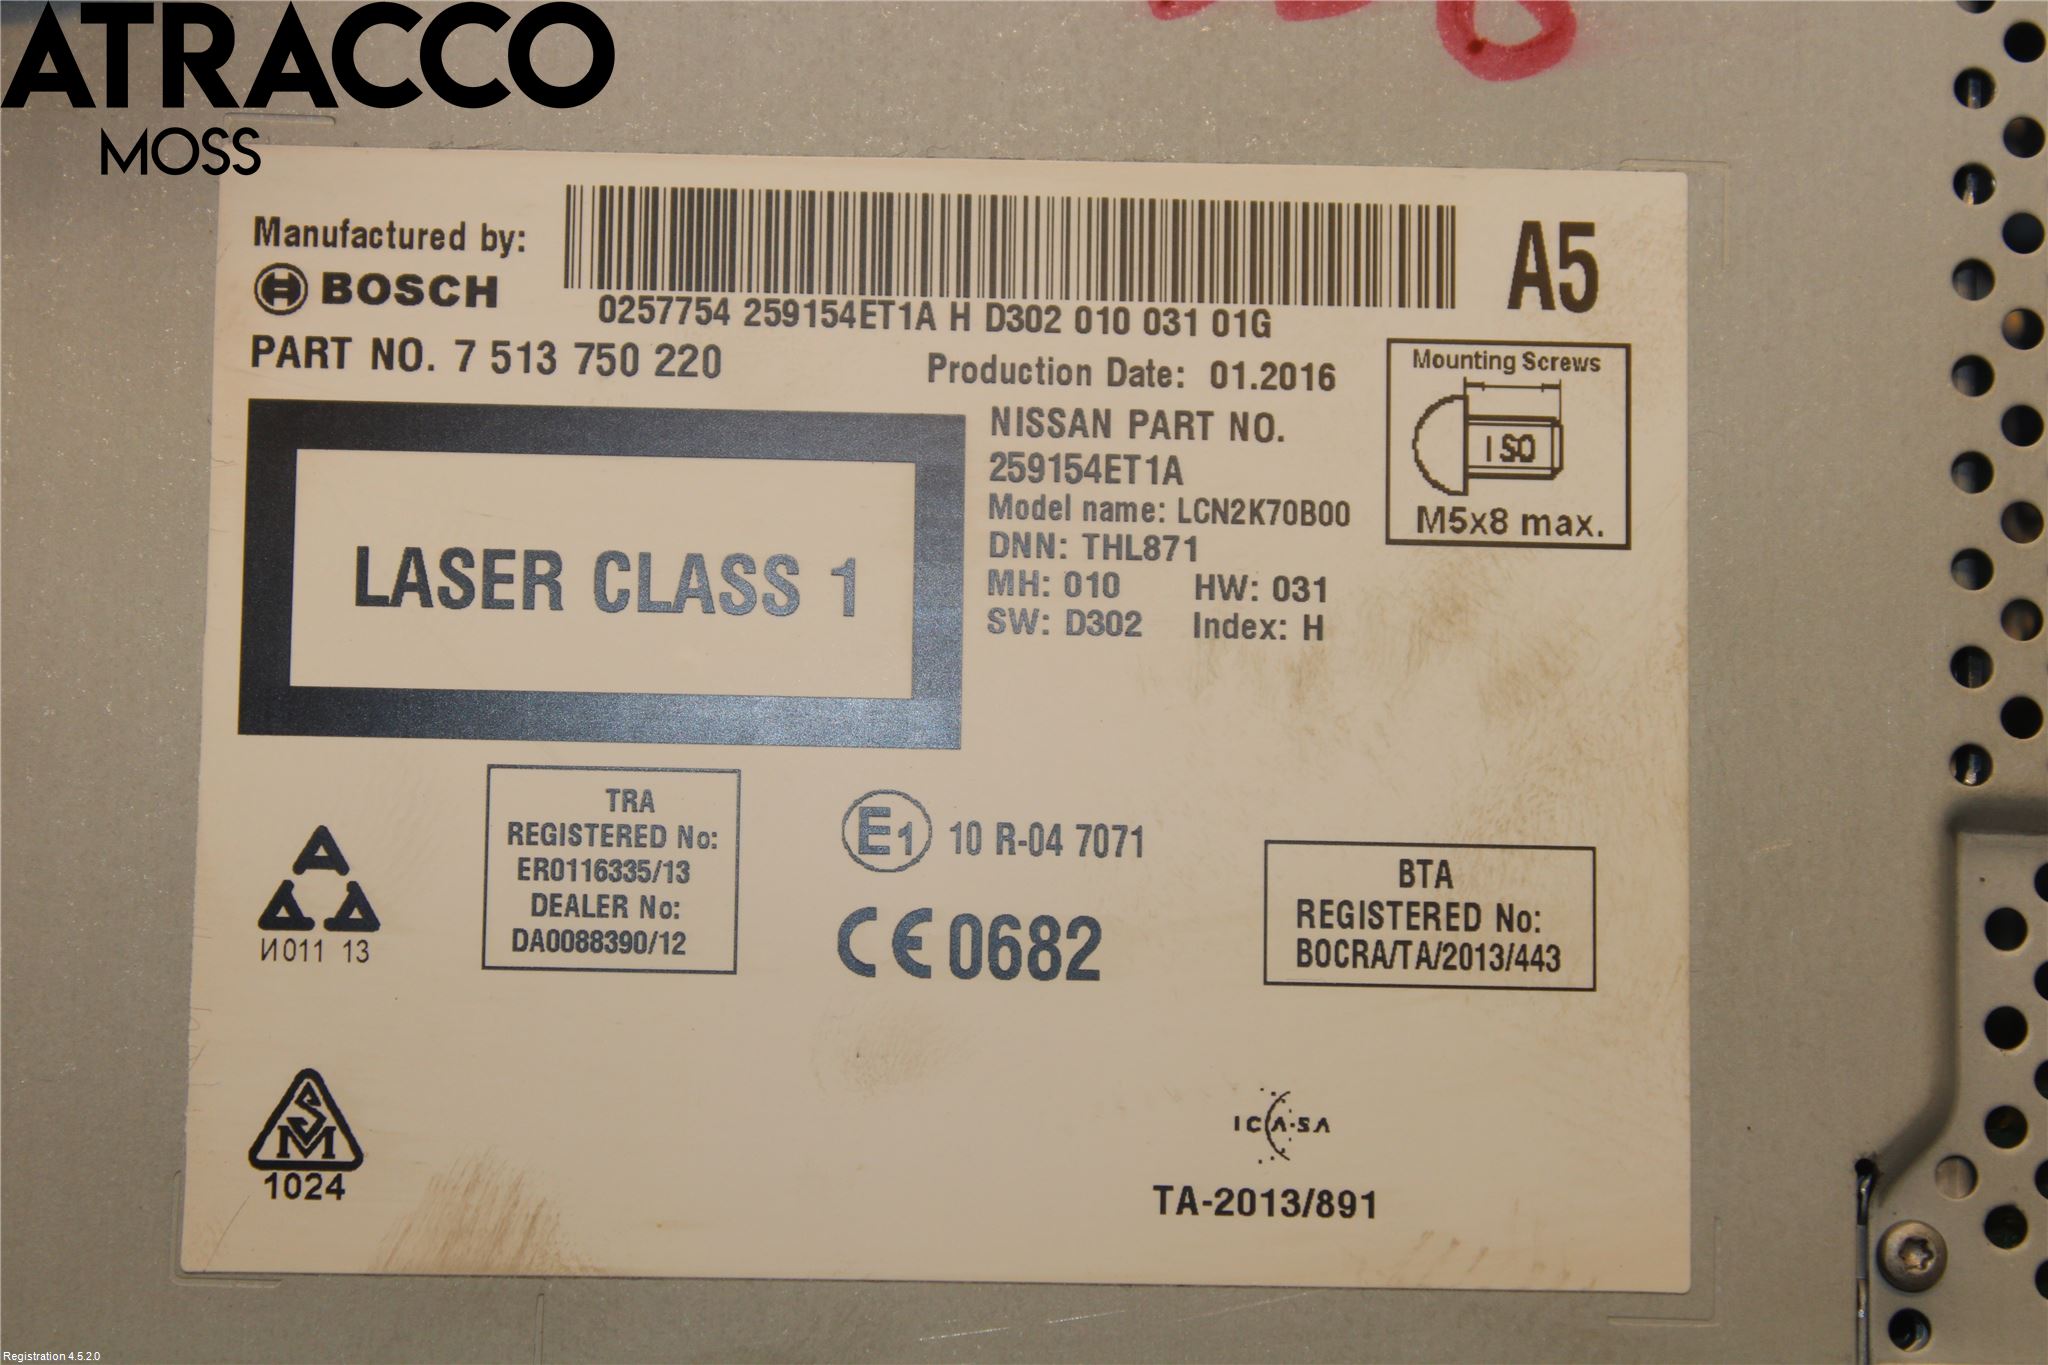 ATRACCO
MOSS
Manufactured by:
BOSCH
0257754 259154ET1A H D302 010 031 01G
A5
PART NO. 7 513 750 220
Production Date: 01.2016
Mounting Screws
ISO
M5x8 max.
NISSAN PART NO.
259154ET1A
Model name: LCN2K70B00
DNN: THL871
MH: 010 HW: 031
SW: D302 Index: H
LASER CLASS 1
TRA
REGISTERED No:
ER0116335/13
DEALER No:
DA0088390/12
E1 10 R-04 7071
CE 0682
BTA
REGISTERED No:
BOCRA/TA/2013/443
И011 13
SM
1024
ICASA
TA-2013/891
Registration 4.5.2.0